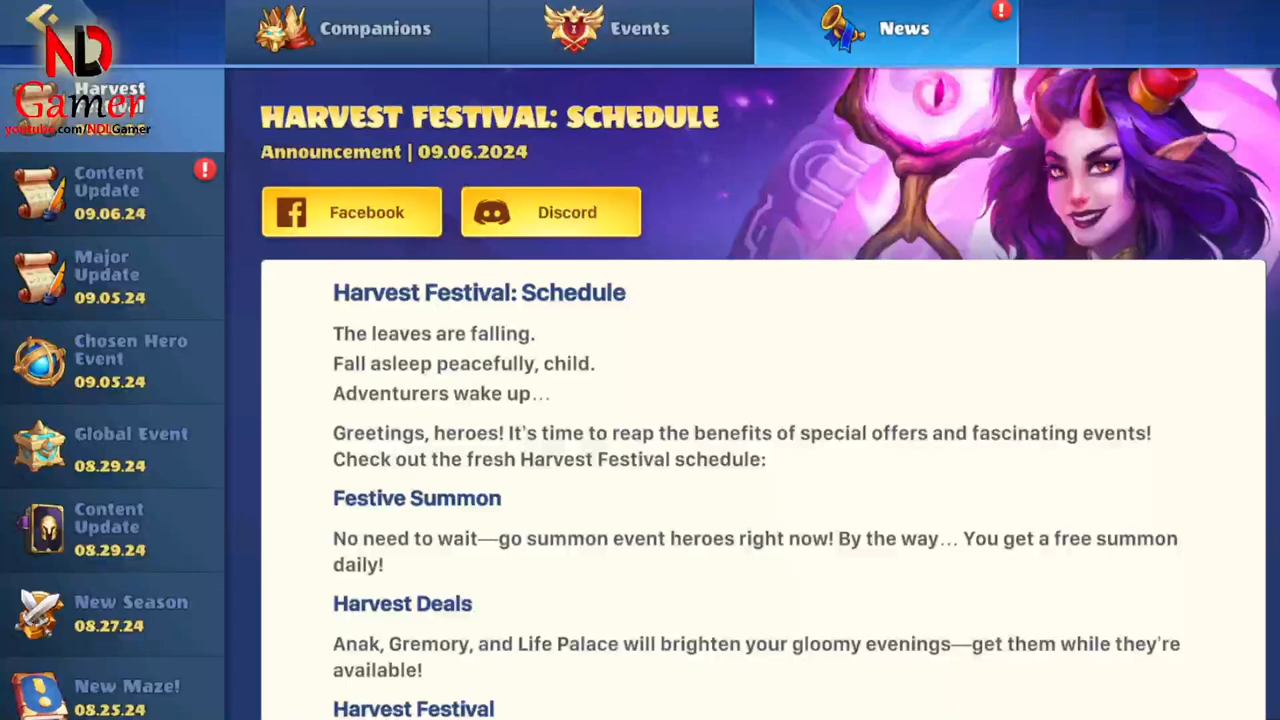 Companions
Events
News
ND
Gamer
youtube.com/NDLGamer
Harvest
Content
Update
09.06.24
Major
Update
09.05.24
Chosen Hero
Event
09.05.24
Global Event
08.29.24
Content
Update
08.29.24
New Season
08.27.24
New Maze!
08.25.24
HARVEST FESTIVAL: SCHEDULE
Announcement | 09.06.2024
Facebook
Discord
Harvest Festival: Schedule
The leaves are falling.
Fall asleep peacefully, child.
Adventurers wake up…
Greetings, heroes! It's time to reap the benefits of special offers and fascinating events!
Check out the fresh Harvest Festival schedule:
Festive Summon
No need to wait—go summon event heroes right now! By the way… You get a free summon
daily!
Harvest Deals
Anak, Gremory, and Life Palace will brighten your gloomy evenings—get them while they're
available!
Harvest Festival